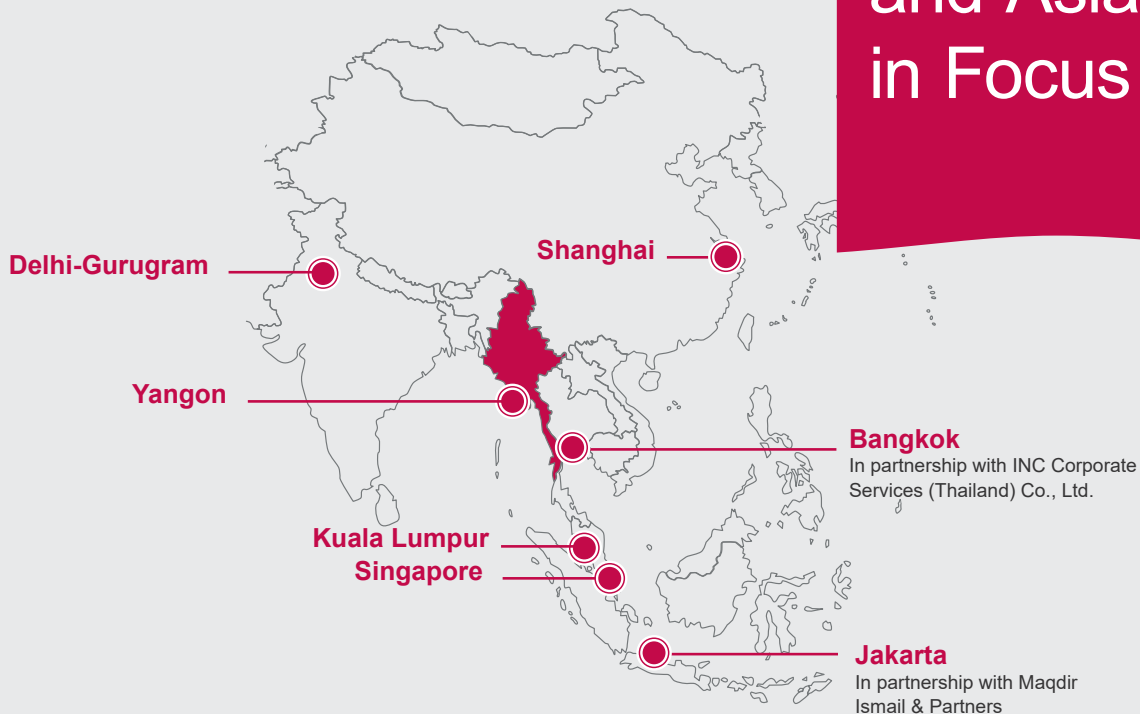 and Asia
in Focus
Shanghai
Delhi-Gurugram
Yangon
Bangkok
In partnership with INC Corporate
Services (Thailand) Co., Ltd.
Kuala Lumpur
Singapore
Jakarta
In partnership with Maqdir
Ismail & Partners